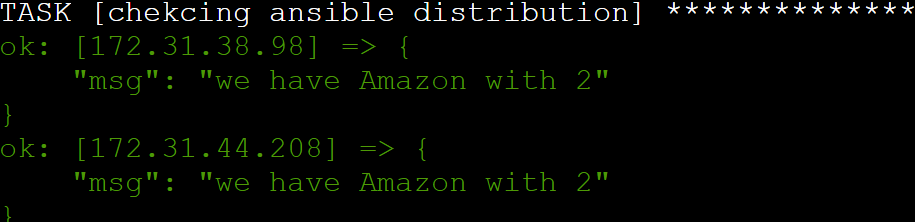 TASK [chekcing ansible distribution] **************
ok: [172.31.38.98] => {
    "msg": "we have Amazon with 2"
}
ok: [172.31.44.208] => {
    "msg": "we have Amazon with 2"
}